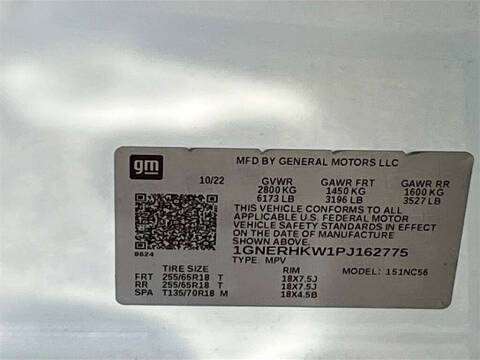 gm
MFD BY GENERAL MOTORS LLC
10/22 GVWR GAWR FRT GAWR RR
2800 KG 1450 KG 1600 KG
6173 LB 3196 LB 3527 LB
THIS VEHICLE CONFORMS TO ALL
APPLICABLE U.S. FEDERAL MOTOR
VEHICLE SAFETY STANDARDS IN EFFECT
ON THE DATE OF MANUFACTURE SHOWN ABOVE
1GNERHKW1PJ162775
8624 TYPE: MPV MODEL: 151NC56
TIRE SIZE RIM
FRT 255/65R18 T 18X7.5J
RR 255/65R18 T 18X7.5J
SPA T135/70R18 M 18X4.5B